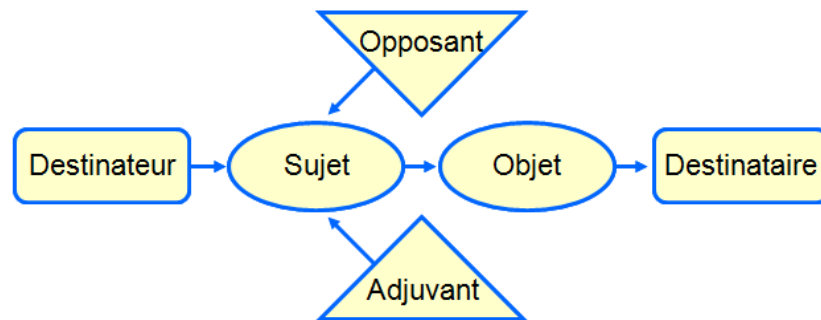 Opposant
Destinateur
Sujet
Objet
Destinataire
Adjuvant